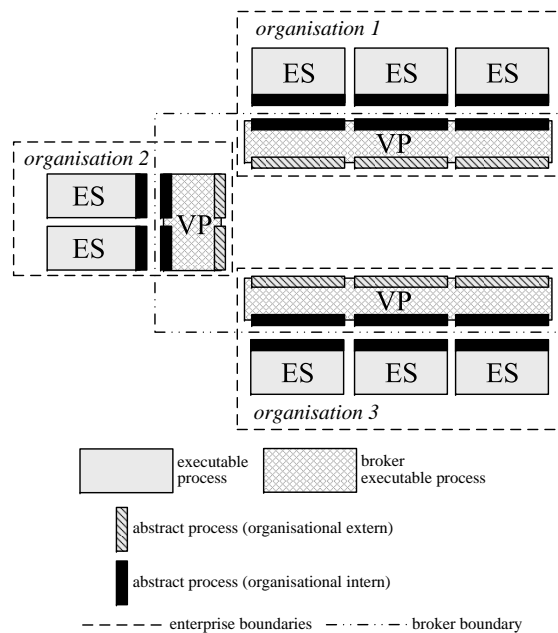 organisation 1
ES ES ES
VP
organisation 2
ES
VP
ES
VP
ES ES ES
organisation 3
executable
process
broker
executable process
abstract process (organisational extern)
abstract process (organisational intern)
enterprise boundaries
broker boundary